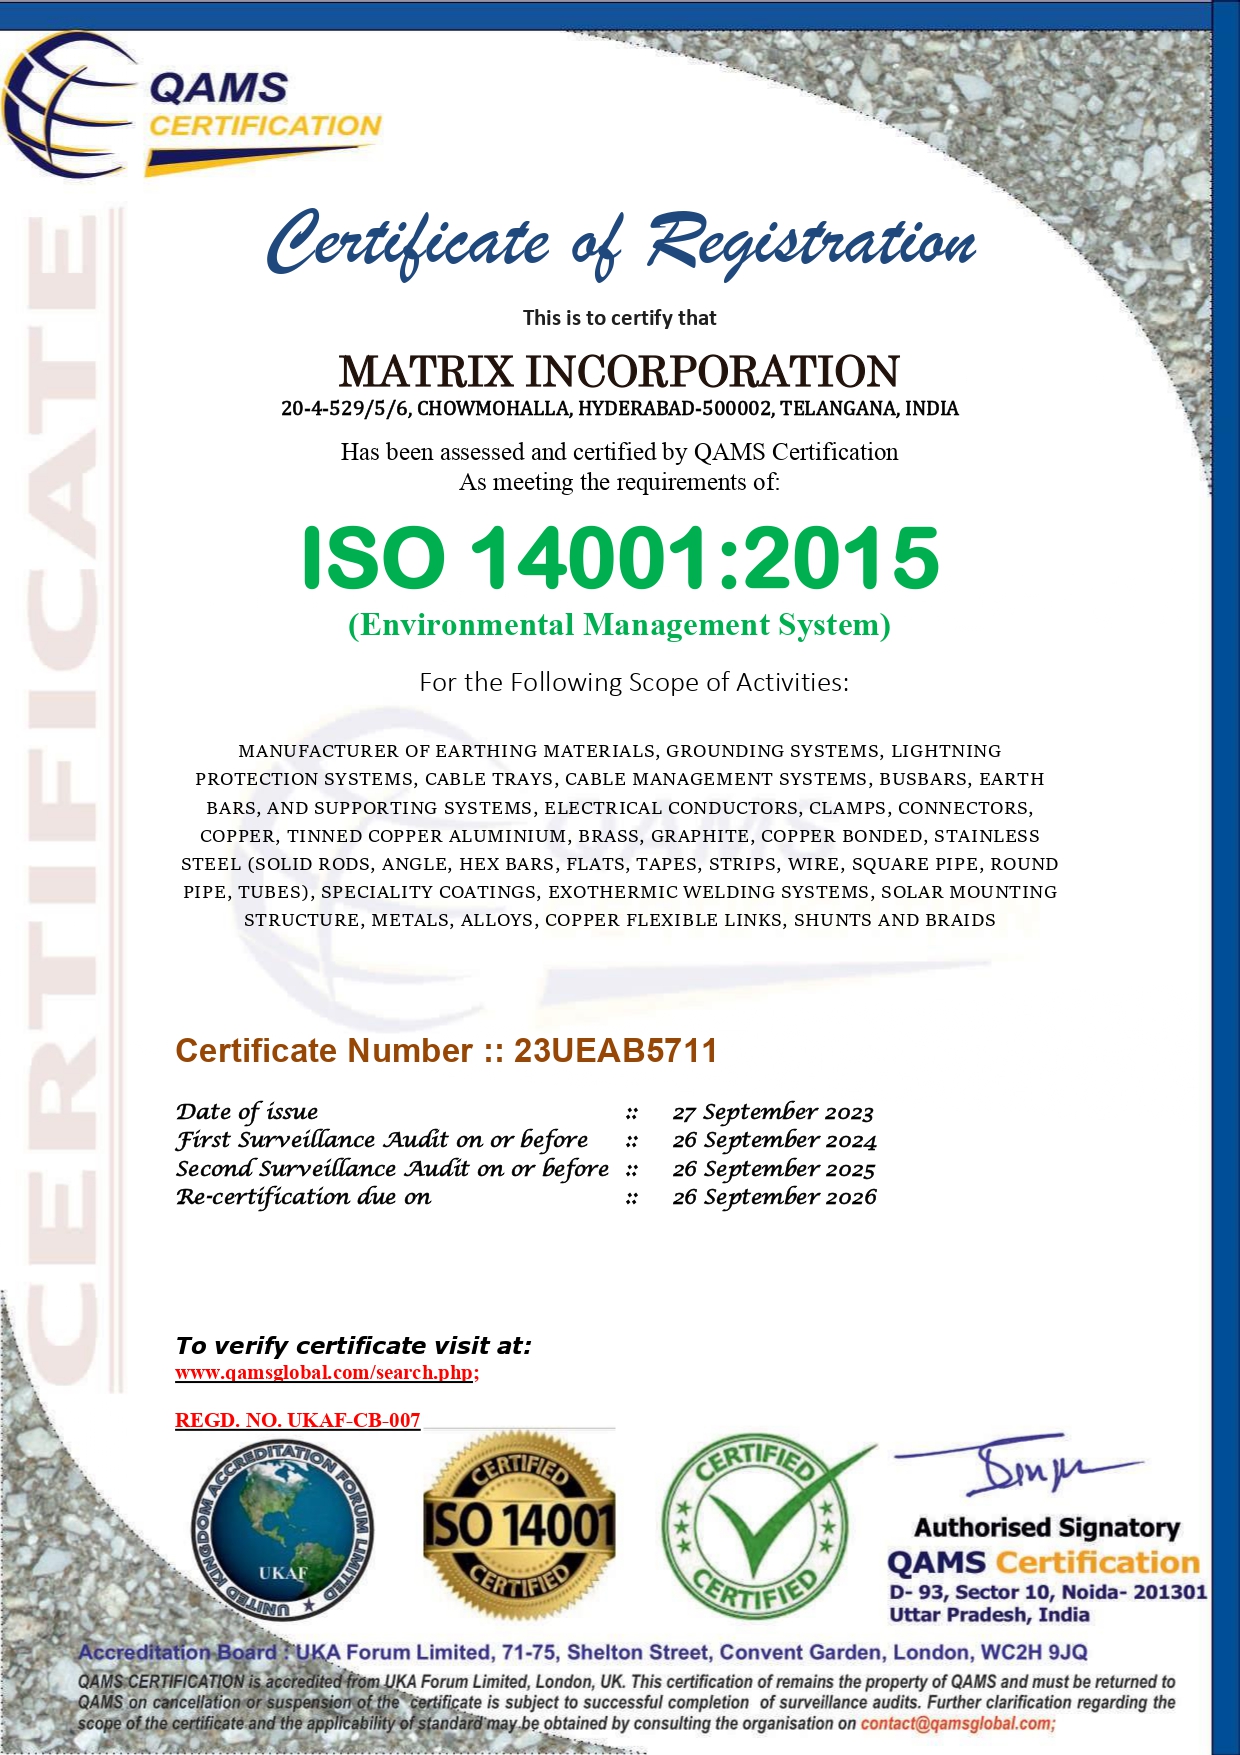 QAMS
CERTIFICATION
CERTIFICATE
Certificate of Registration
This is to certify that
MATRIX INCORPORATION
20-4-529/5/6, CHOWMOHALLA, HYDERABAD-500002, TELANGANA, INDIA
Has been assessed and certified by QAMS Certification
As meeting the requirements of:
ISO 14001:2015
(Environmental Management System)
For the Following Scope of Activities:
MANUFACTURER OF EARTHING MATERIALS, GROUNDING SYSTEMS, LIGHTNING
PROTECTION SYSTEMS, CABLE TRAYS, CABLE MANAGEMENT SYSTEMS, BUSBARS, EARTH
BARS, AND SUPPORTING SYSTEMS, ELECTRICAL CONDUCTORS, CLAMPS, CONNECTORS,
COPPER, TINNED COPPER ALUMINIUM, BRASS, GRAPHITE, COPPER BONDED, STAINLESS
STEEL (SOLID RODS, ANGLE, HEX BARS, FLATS, TAPES, STRIPS, WIRE, SQUARE PIPE, ROUND
PIPE, TUBES), SPECIALITY COATINGS, EXOTHERMIC WELDING SYSTEMS, SOLAR MOUNTING
STRUCTURE, METALS, ALLOYS, COPPER FLEXIBLE LINKS, SHUNTS AND BRAIDS
QAMS
Certificate Number :: 23UEAB5711
Date of issue :: 27 September 2023
First Surveillance Audit on or before :: 26 September 2024
Second Surveillance Audit on or before :: 26 September 2025
Re-certification due on :: 26 September 2026
To verify certificate visit at:
www.qamsglobal.com/search.php;
REGD. NO. UKAF-CB-007
UNITED KINGDOM ACCREDITATION FORUM LIMITED
UKAF
CERTIFIED
ISO 14001
CERTIFIED
CERTIFIED
CERTIFIED
Authorised Signatory
QAMS Certification
D- 93, Sector 10, Noida- 201301
Uttar Pradesh, India
Accreditation Board : UKA Forum Limited, 71-75, Shelton Street, Convent Garden, London, WC2H 9JQ
QAMS CERTIFICATION is accredited from UKA Forum Limited, London, UK. This certification of remains the property of QAMS and must be returned to
QAMS on cancellation or suspension of the certificate is subject to successful completion of surveillance audits. Further clarification regarding the
scope of the certificate and the applicability of standard may be obtained by consulting the organisation on contact@qamsglobal.com;